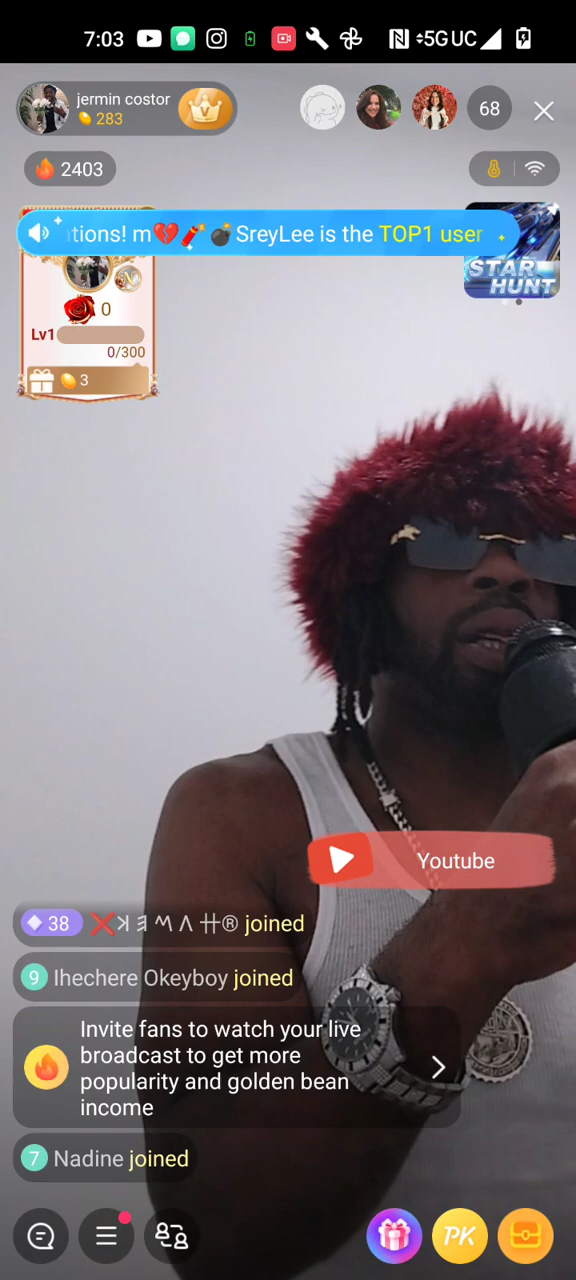 7:03
5G UC
jermin costor
283
V
68
2403
tions! m💔🧨💣SreyLee is the TOP1 user
STAR HUNT
0
Lv1
0/300
3
Youtube
38 joined
9 Ihechere Okeyboy joined
Invite fans to watch your live
broadcast to get more
popularity and golden bean
income
7 Nadine joined
PK